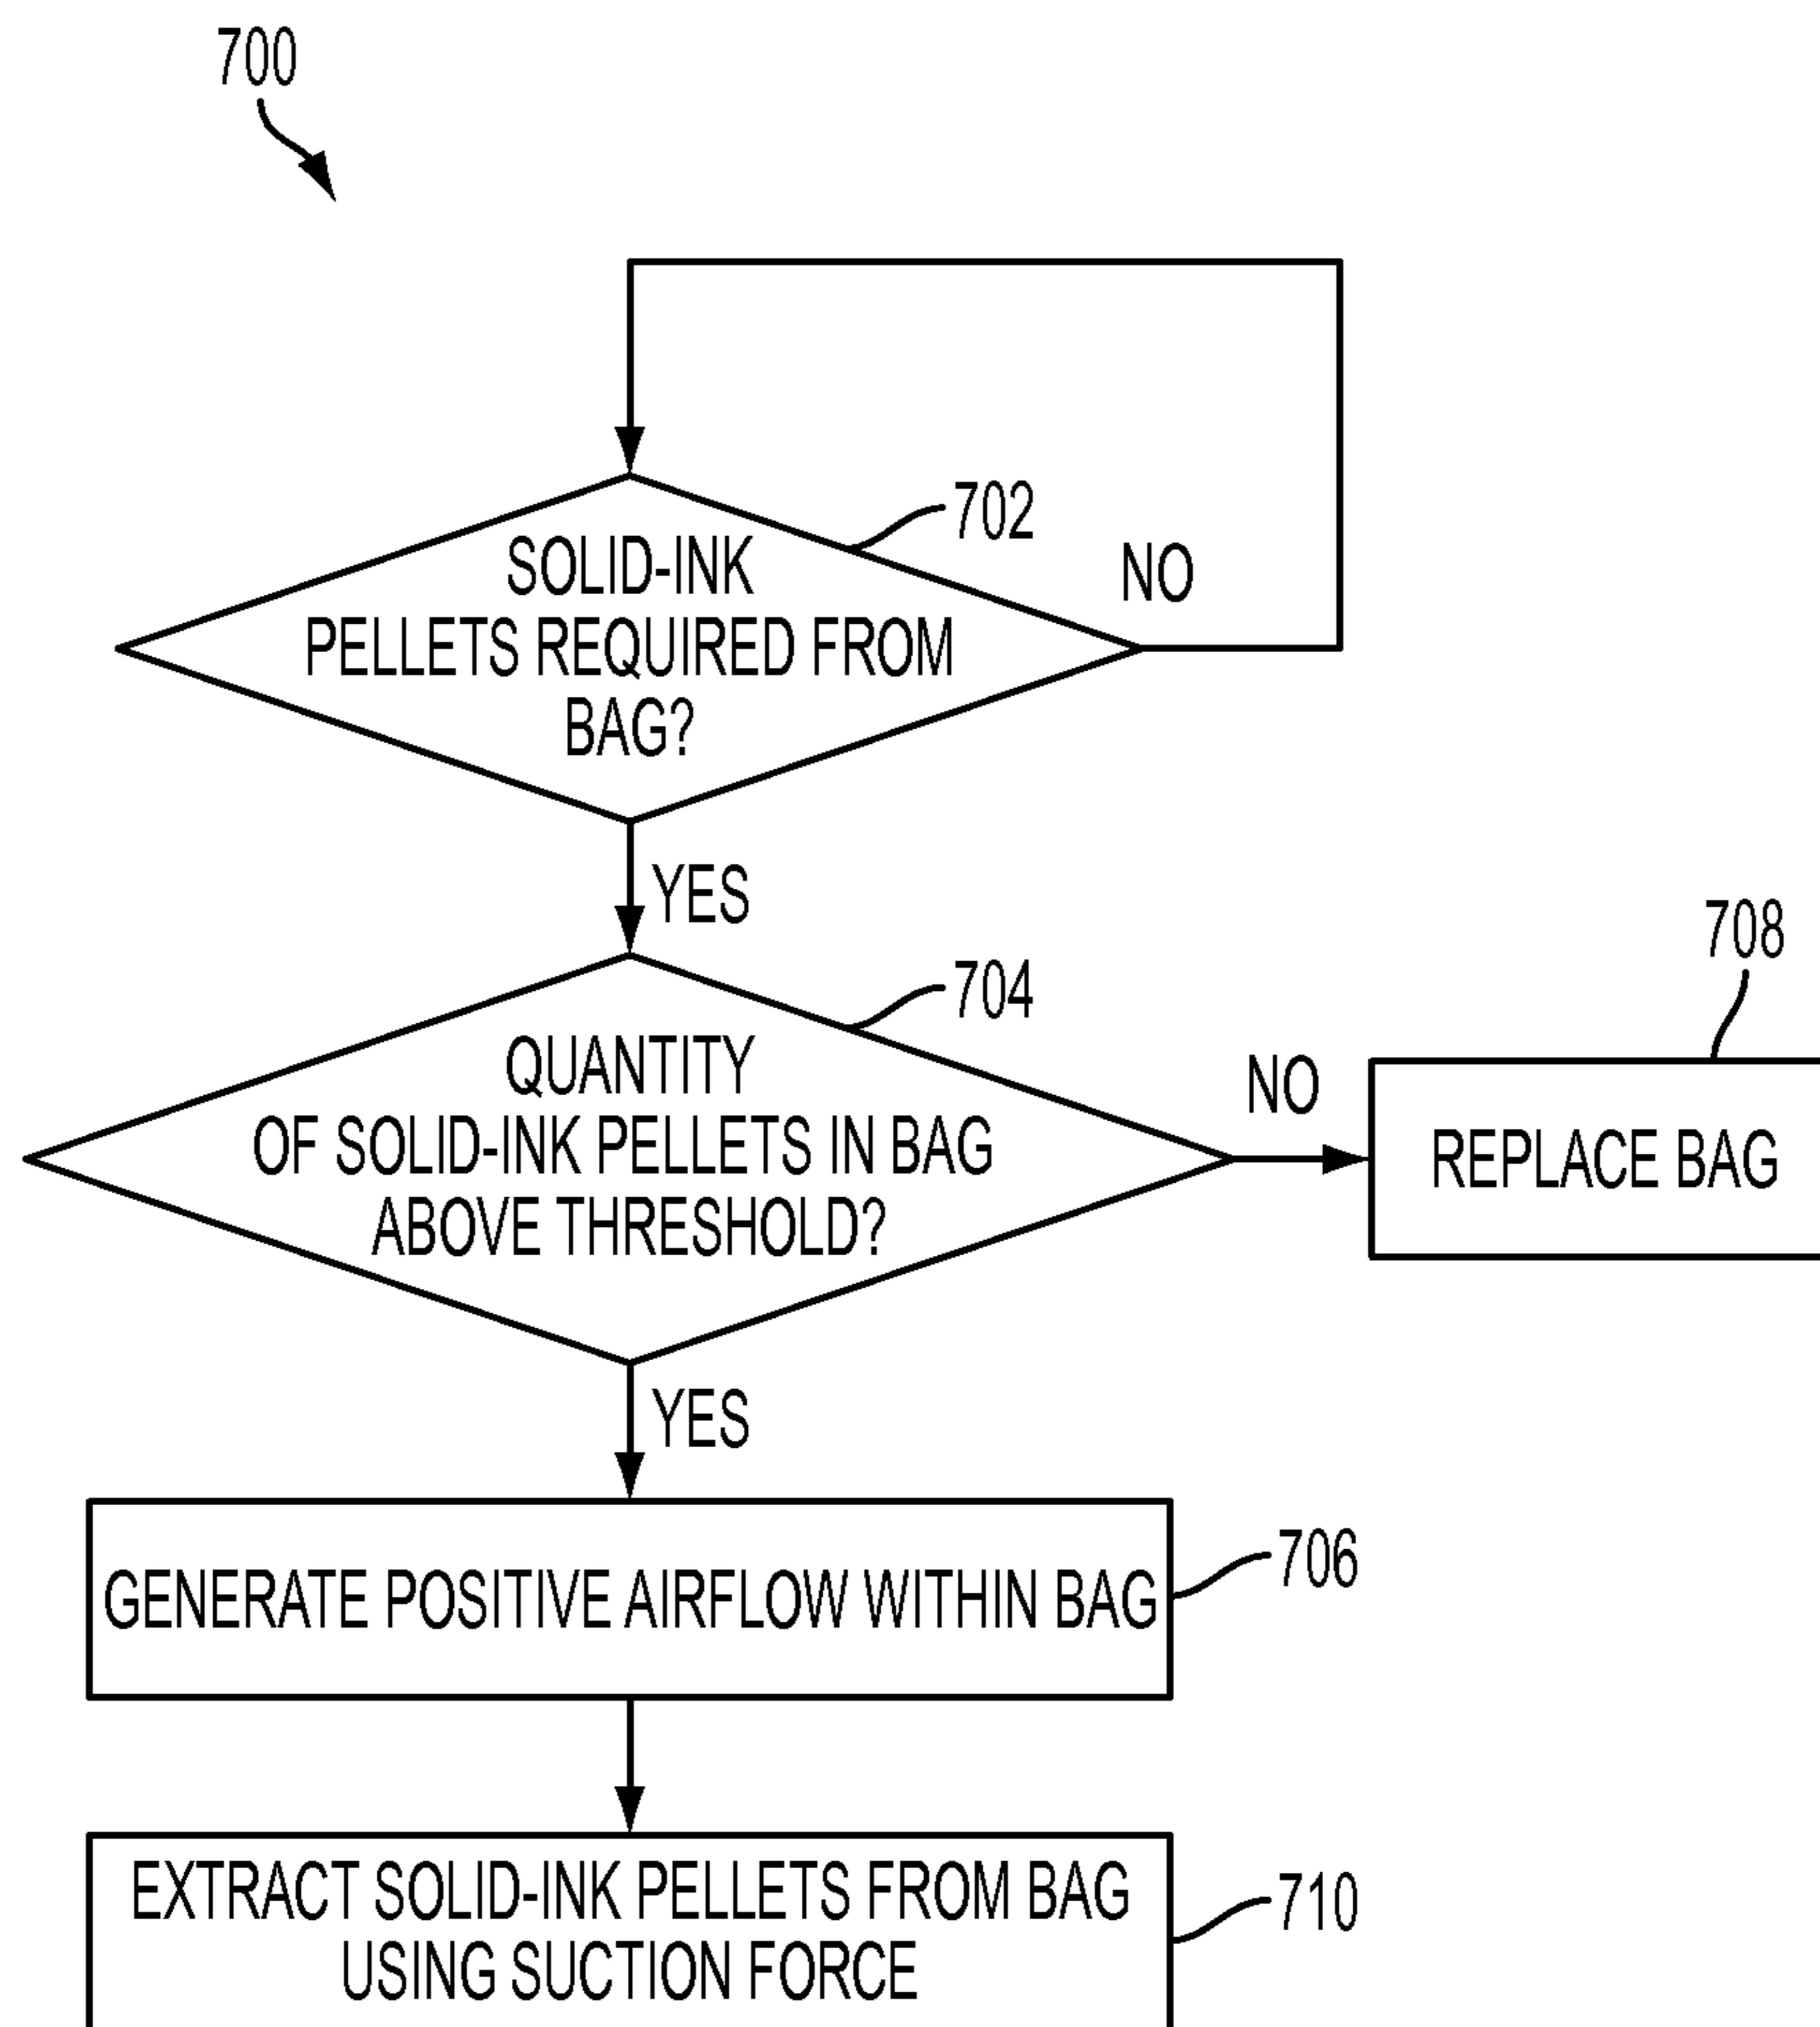 700
702
SOLID-INK
PELLETS REQUIRED FROM
BAG?
NO
YES
704
QUANTITY
OF SOLID-INK PELLETS IN BAG
ABOVE THRESHOLD?
NO
708
REPLACE BAG
YES
GENERATE POSITIVE AIRFLOW WITHIN BAG
706
EXTRACT SOLID-INK PELLETS FROM BAG
USING SUCTION FORCE
710